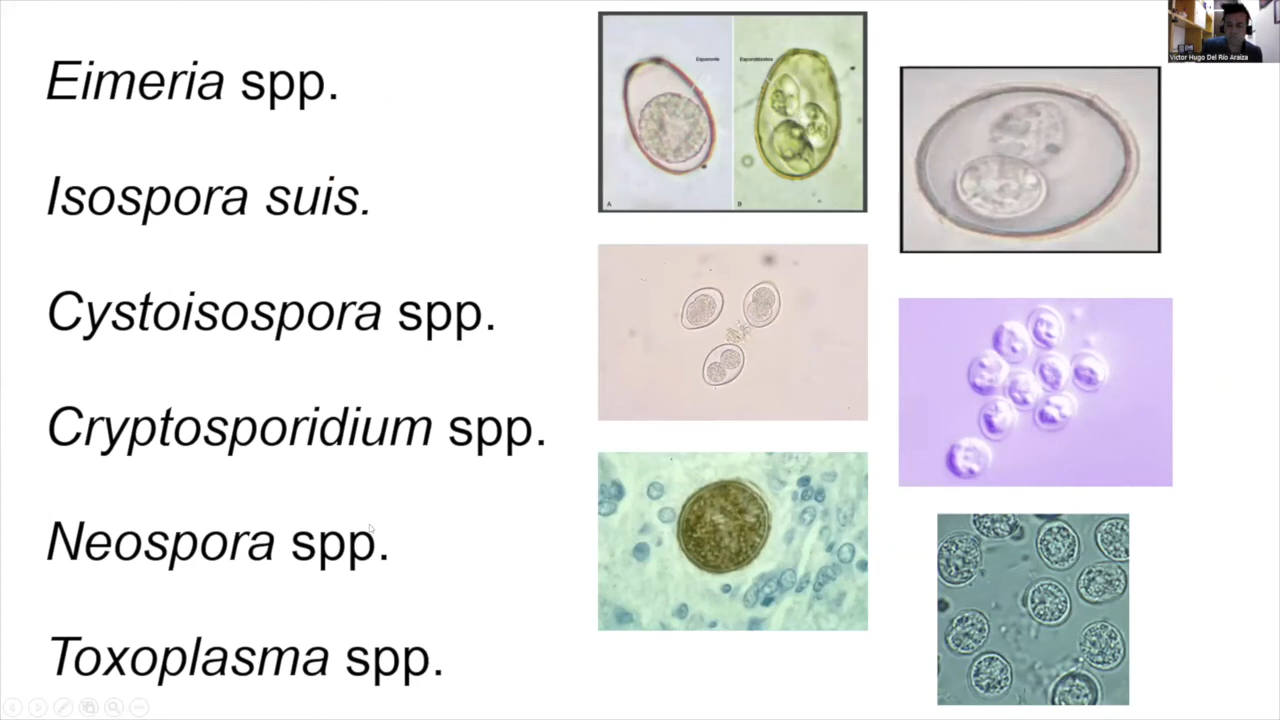 Eimeria spp.
Isospora suis.
Cystoisospora spp.
Cryptosporidium spp.
Neospora spp.
Toxoplasma spp.
Esporonte
Esporoblastos
A
B
Víctor Hugo Del Río Araiza